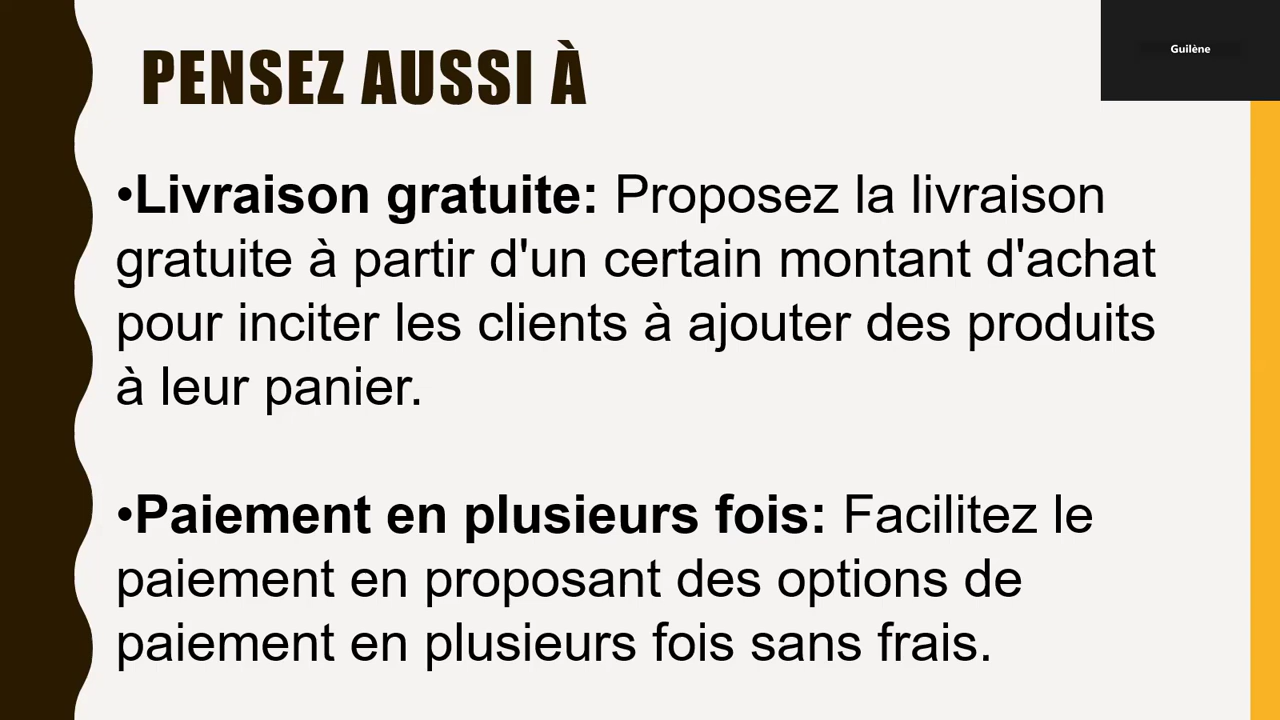 PENSEZ AUSSI À
Guilène
•Livraison gratuite: Proposez la livraison
gratuite à partir d'un certain montant d'achat
pour inciter les clients à ajouter des produits
à leur panier.
•Paiement en plusieurs fois: Facilitez le
paiement en proposant des options de
paiement en plusieurs fois sans frais.